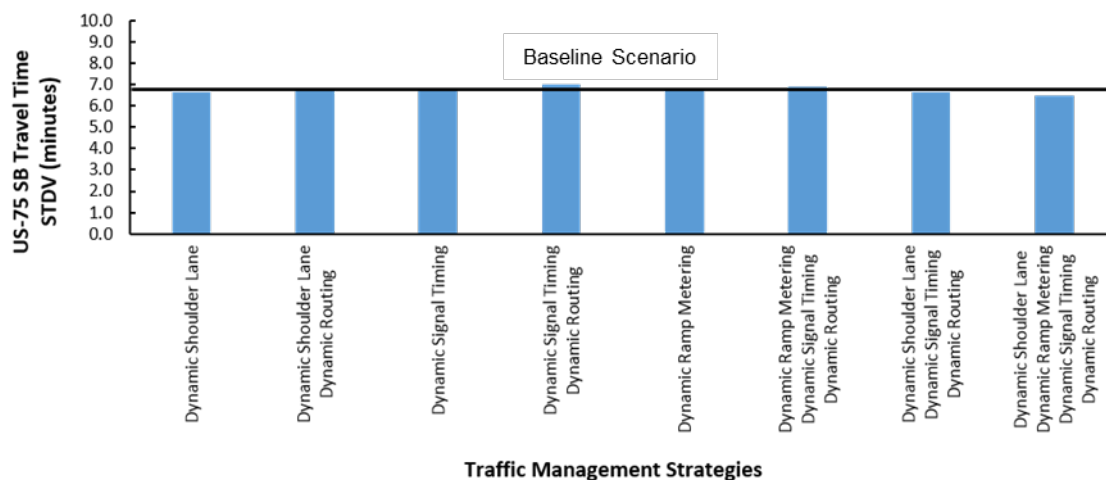 US-75 SB Travel Time
STDV (minutes)
10.0
9.0
8.0
7.0
6.0
5.0
4.0
3.0
2.0
1.0
0.0
Baseline Scenario
Dynamic Shoulder Lane
Dynamic Shoulder Lane
Dynamic Routing
Dynamic Signal Timing
Dynamic Signal Timing
Dynamic Routing
Dynamic Ramp Metering
Dynamic Ramp Metering
Dynamic Signal Timing
Dynamic Routing
Dynamic Shoulder Lane
Dynamic Signal Timing
Dynamic Routing
Dynamic Shoulder Lane
Dynamic Ramp Metering
Dynamic Signal Timing
Dynamic Routing
Traffic Management Strategies